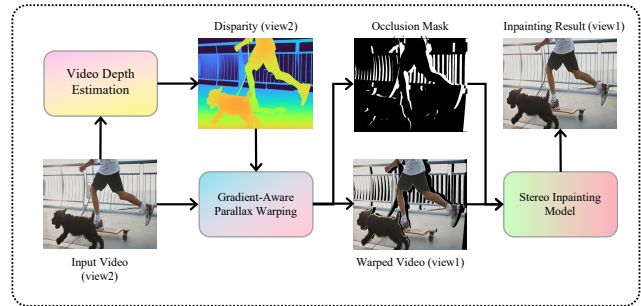 Disparity (view2)
Occlusion Mask
Inpainting Result (view1)
Video Depth
Estimation
Gradient-Aware
Parallax Warping
Stereo Inpainting
Model
Input Video
(view2)
Warped Video (view1)